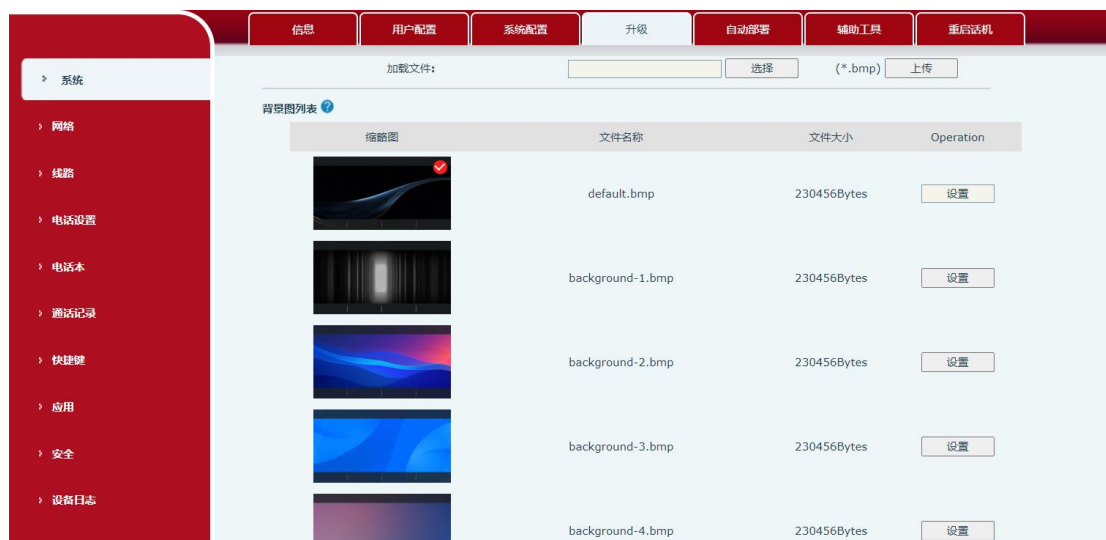 信息 用户配置 系统配置 升级 自动部署 辅助工具 重启话机
› 系统
› 网络
› 线路
› 电话设置
› 电话本
› 通话记录
› 快捷键
› 应用
› 安全
› 设备日志
加载文件: 选择 (*.bmp) 上传
背景图列表 ?
缩略图 文件名称 文件大小 Operation
default.bmp 230456Bytes 设置
background-1.bmp 230456Bytes 设置
background-2.bmp 230456Bytes 设置
background-3.bmp 230456Bytes 设置
background-4.bmp 230456Bytes 设置